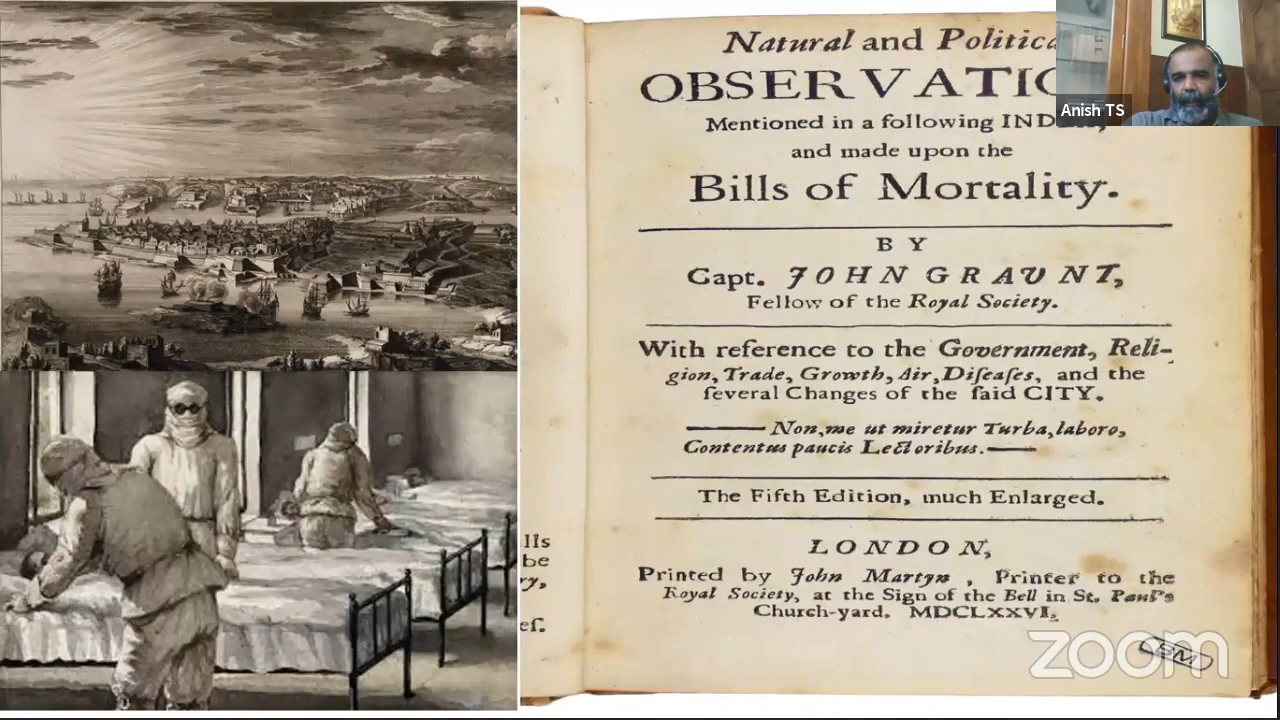 Natural and Politica
OBSERVATIO
Mentioned in a following IND
and made upon the
Bills of Mortality.
BY
Capt. JOHN GRAUNT,
Fellow of the Royal Society.
With reference to the Government, Reli-
gion, Trade, Growth, Air, Diſeaſes, and the
ſeveral Changes of the ſaid CITY.
Non, me ut miretur Turba, laboro,
Contentus paucis Lectoribus.
The Fifth Edition, much Enlarged.
LONDON,
Printed by John Martyn, Printer to the
Royal Society, at the Sign of the Bell in St. Paul's
Church-yard. MDCLXXVI.
lls
be
ry,
eſ.
Anish TS
zoom